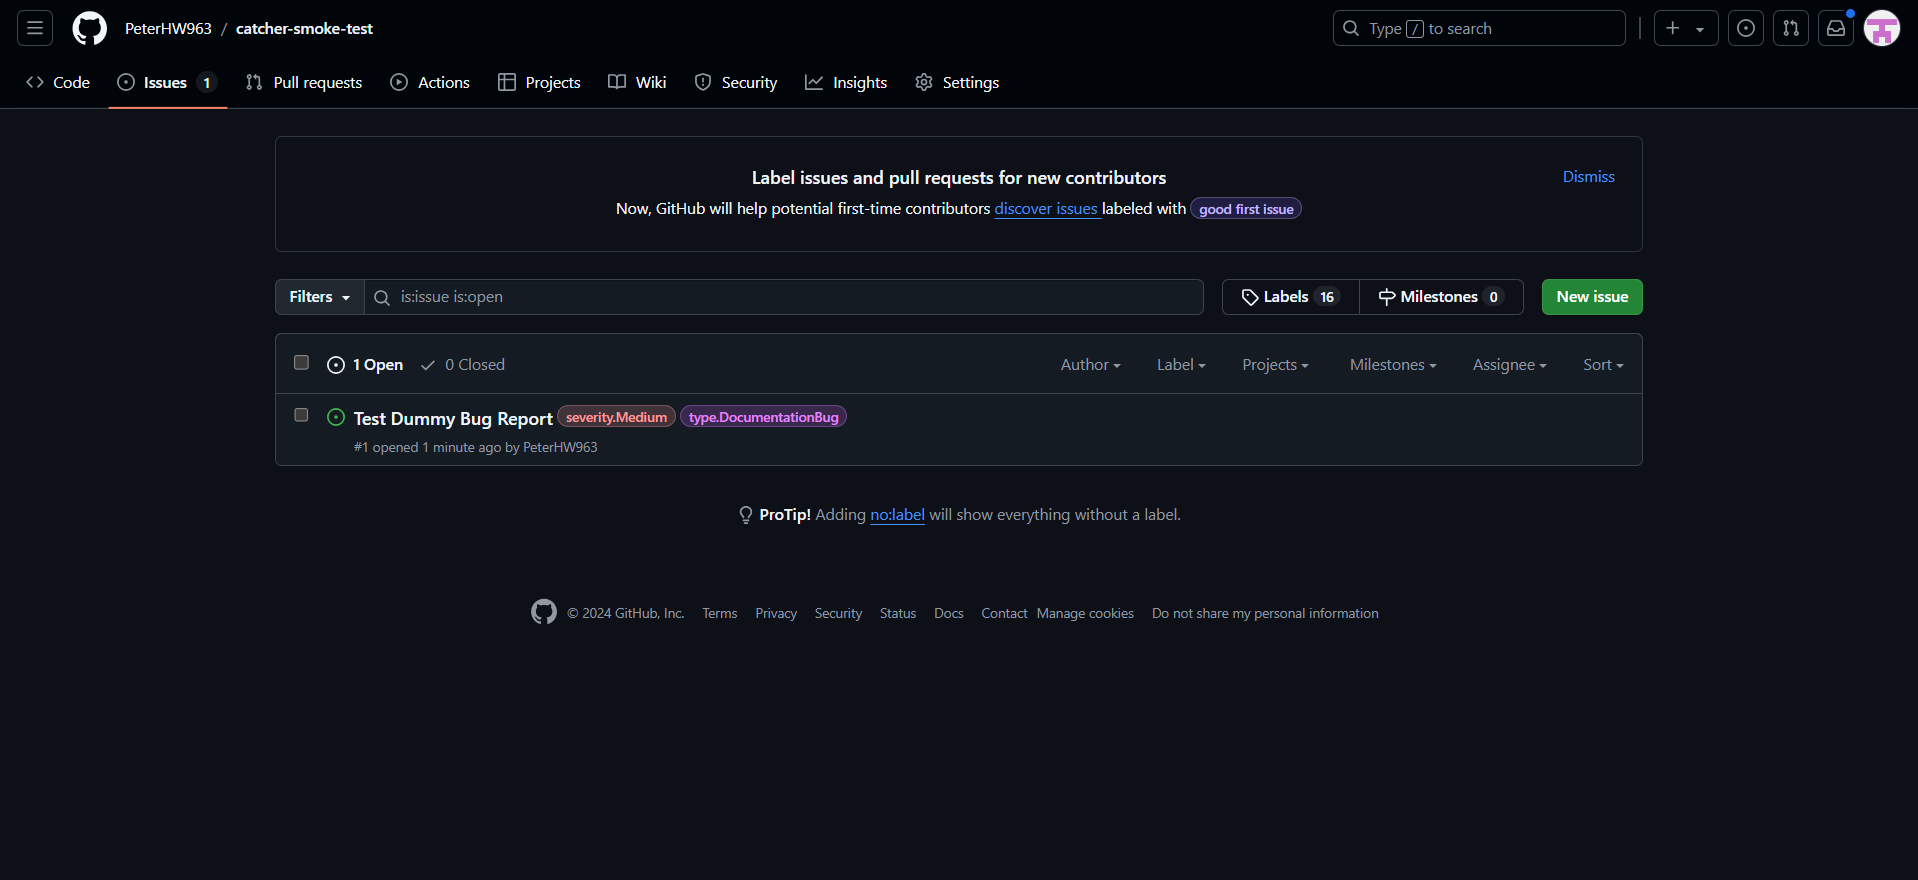 PeterHW963 / catcher-smoke-test
Type / to search
Code
Issues 1
Pull requests
Actions
Projects
Wiki
Security
Insights
Settings
Label issues and pull requests for new contributors
Dismiss
Now, GitHub will help potential first-time contributors discover issues labeled with good first issue
Filters
is:issue is:open
Labels 16
Milestones 0
New issue
1 Open
0 Closed
Author
Label
Projects
Milestones
Assignee
Sort
Test Dummy Bug Report severity.Medium type.DocumentationBug
#1 opened 1 minute ago by PeterHW963
ProTip! Adding no:label will show everything without a label.
© 2024 GitHub, Inc. Terms Privacy Security Status Docs Contact Manage cookies Do not share my personal information